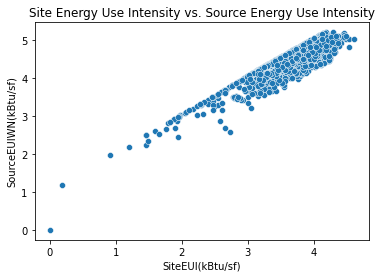 Site Energy Use Intensity vs. Source Energy Use Intensity
5
4
3
2
1
0
SourceEUIWN(kBtu/sf)
0 1 2 3 4
SiteEUI(kBtu/sf)